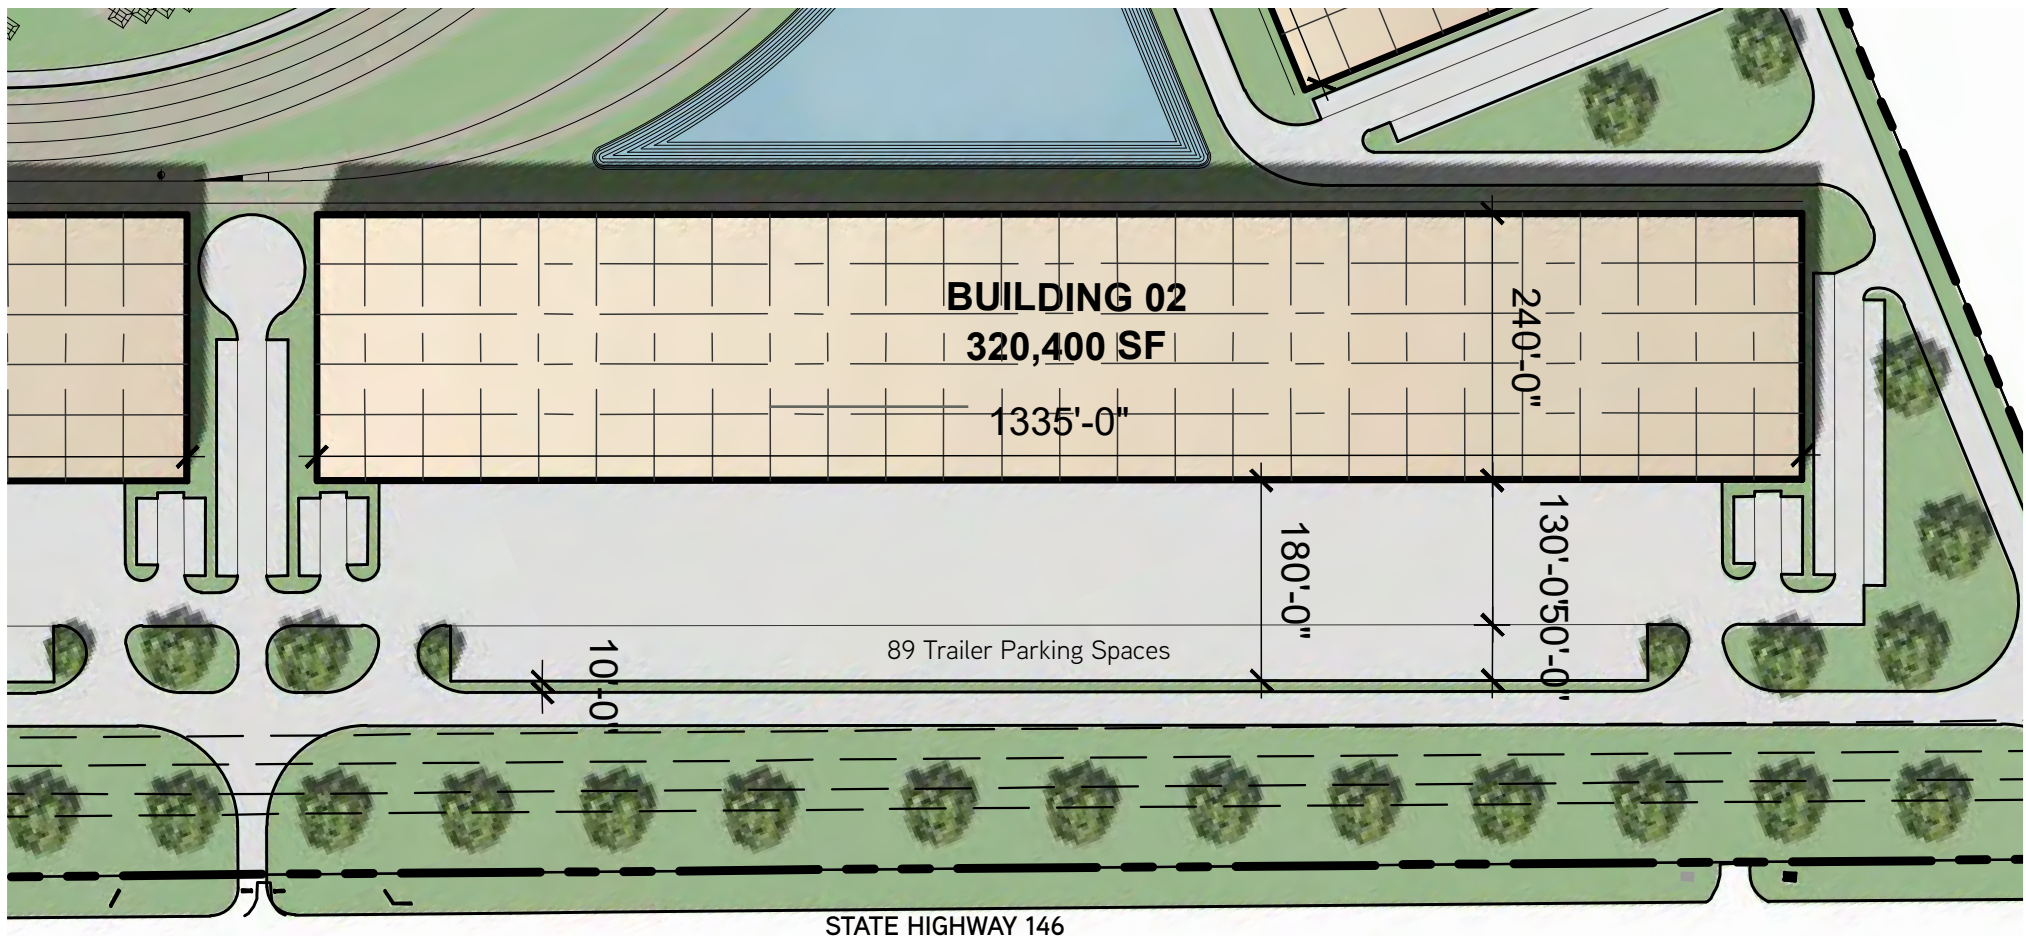 BUILDING 02
320,400 SF
1335'-0"
240'-0"
180'-0"
130'-0"
50'-0"
10'-0"
89 Trailer Parking Spaces
STATE HIGHWAY 146